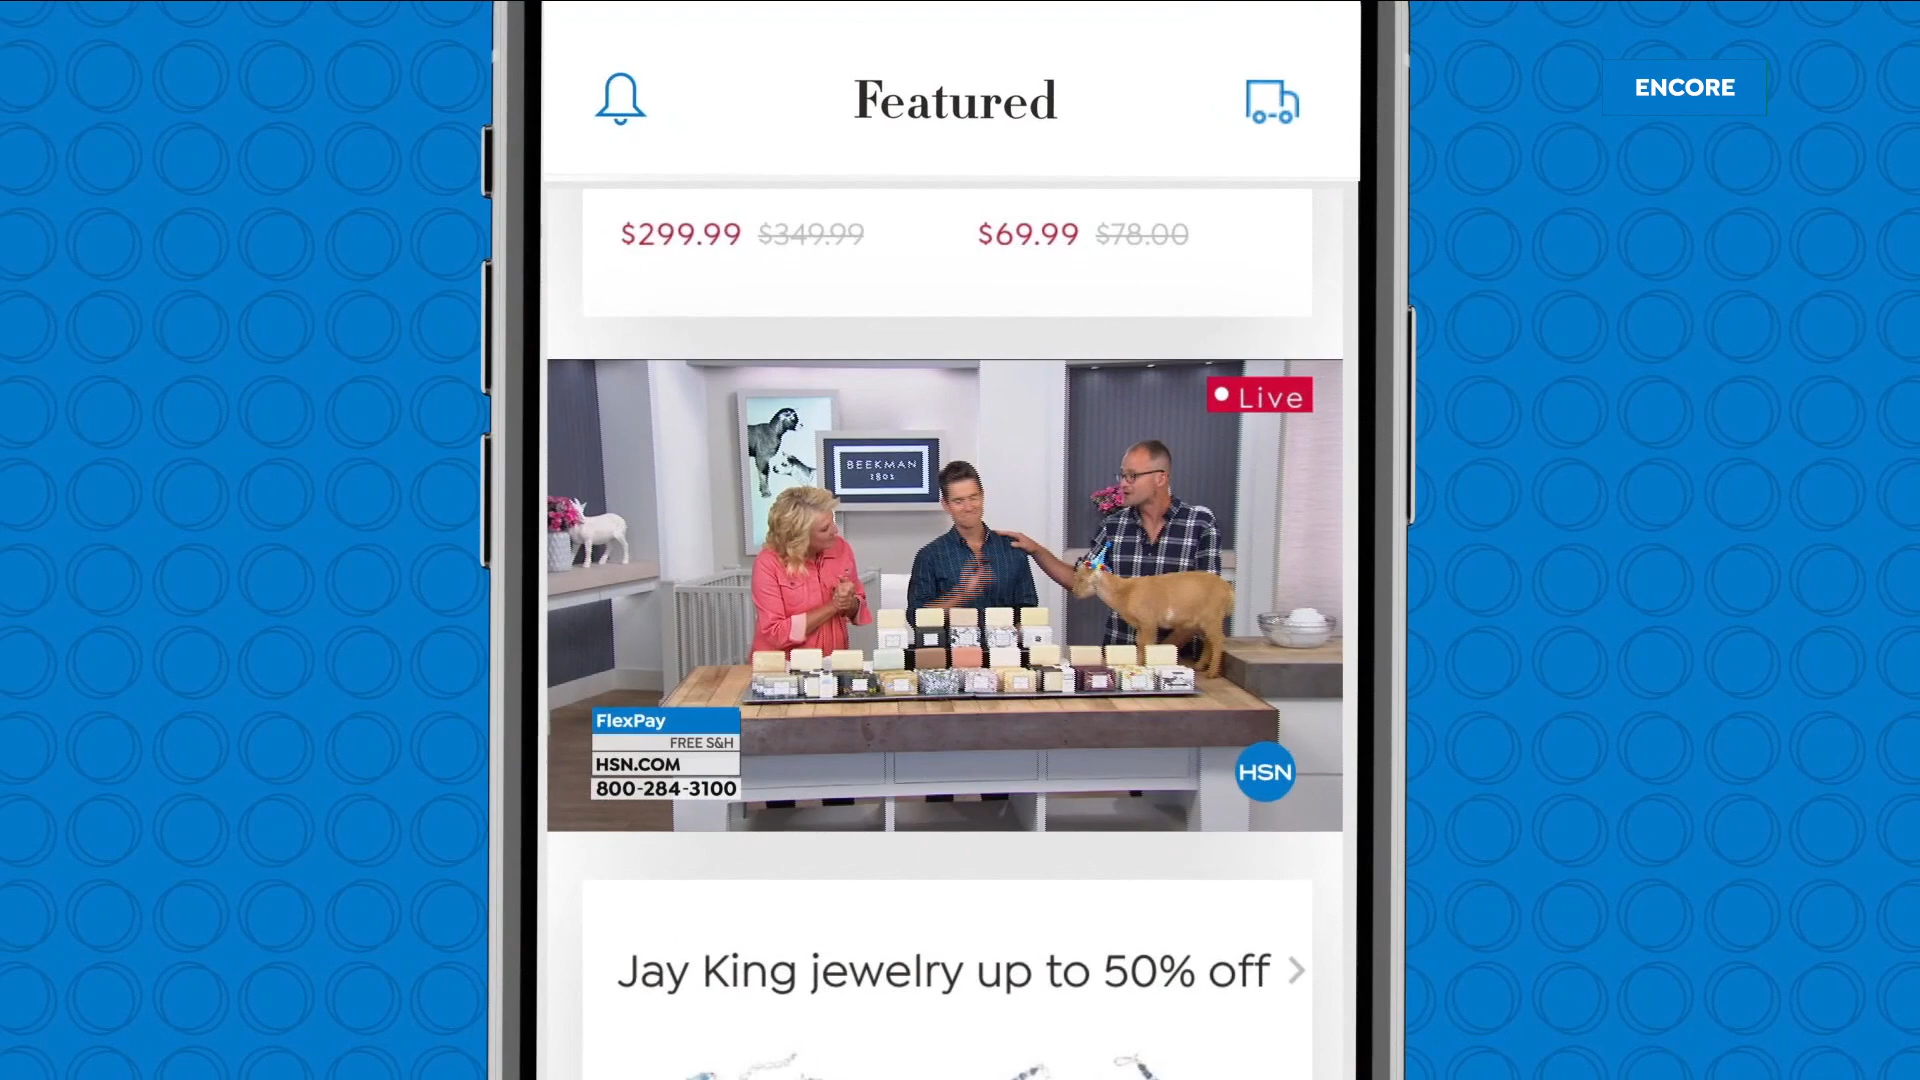 Featured
ENCORE
$299.99 $349.99 $69.99 $78.00
Live
BEEKMAN
1802
FlexPay
FREE S&H
HSN.COM
800-284-3100
HSN
Jay King jewelry up to 50% off